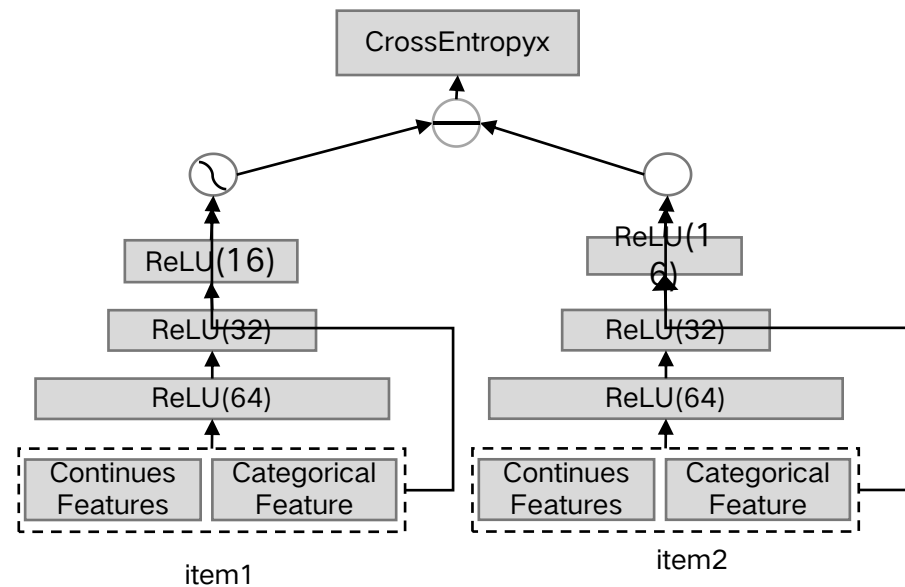 CrossEntropyx
ReLU(16)
ReLU(32)
ReLU(64)
Continues
Features
Categorical
Feature
item1
ReLU(1
6)
ReLU(32)
ReLU(64)
Continues
Features
Categorical
Feature
item2